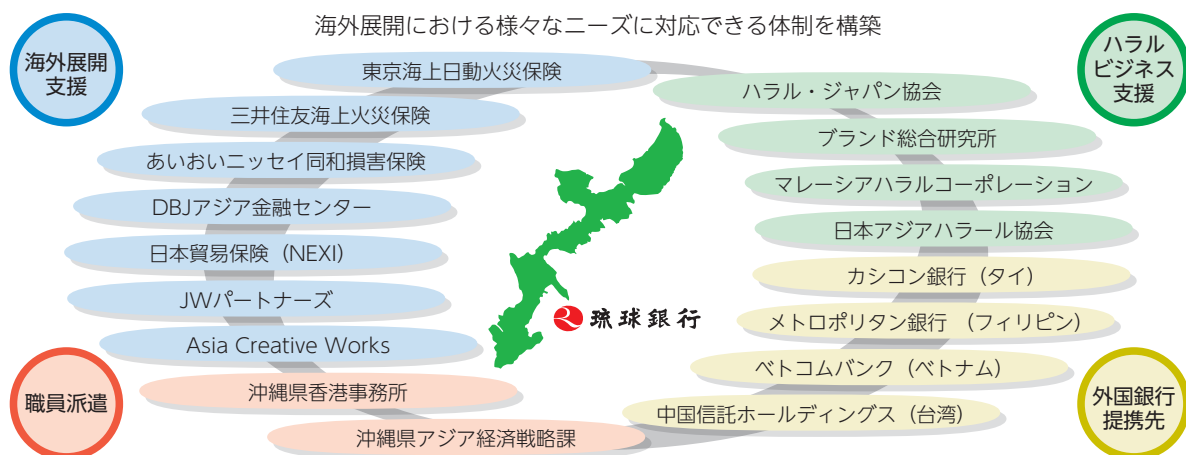 海外展開における様々なニーズに対応できる体制を構築
海外展開
支援
東京海上日動火災保険
三井住友海上火災保険
あいおいニッセイ同和損害保険
DBJアジア金融センター
日本貿易保険（NEXI）
JWパートナーズ
Asia Creative Works
職員派遣
沖縄県香港事務所
沖縄県アジア経済戦略課
琉球銀行
ハラル
ビジネス
支援
ハラル・ジャパン協会
ブランド総合研究所
マレーシアハラルコーポレーション
日本アジアハラール協会
カシコン銀行（タイ）
メトロポリタン銀行 （フィリピン）
ベトコムバンク（ベトナム）
中国信託ホールディングス（台湾）
外国銀行
提携先